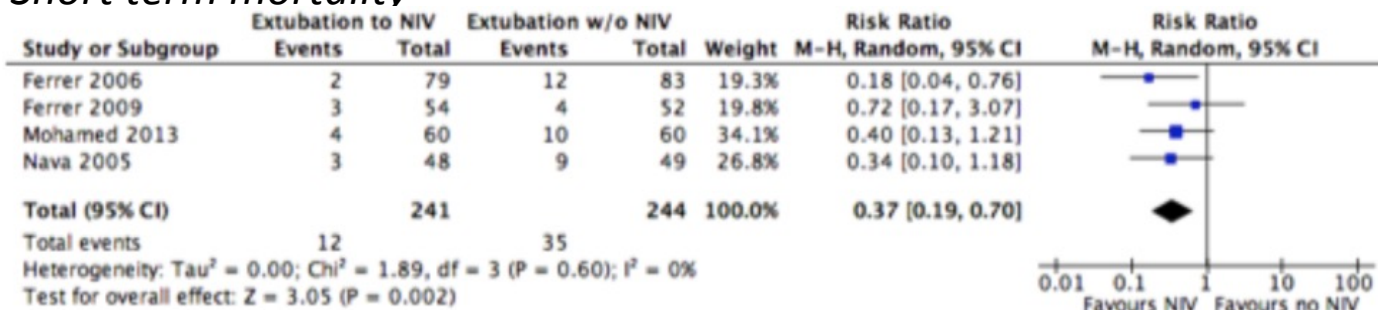 Short term mortality
Extubation to NIV Extubation w/o NIV Risk Ratio Risk Ratio
Study or Subgroup Events Total Events Total Weight M-H, Random, 95% CI M-H, Random, 95% CI
Ferrer 2006 2 79 12 83 19.3% 0.18 [0.04, 0.76]
Ferrer 2009 3 54 4 52 19.8% 0.72 [0.17, 3.07]
Mohamed 2013 4 60 10 60 34.1% 0.40 [0.13, 1.21]
Nava 2005 3 48 9 49 26.8% 0.34 [0.10, 1.18]
Total (95% CI) 241 244 100.0% 0.37 [0.19, 0.70]
Total events 12 35
Heterogeneity: Tau² = 0.00; Chi² = 1.89, df = 3 (P = 0.60); I² = 0%
Test for overall effect: Z = 3.05 (P = 0.002)
0.01 0.1 1 10 100
Favours NIV Favours no NIV